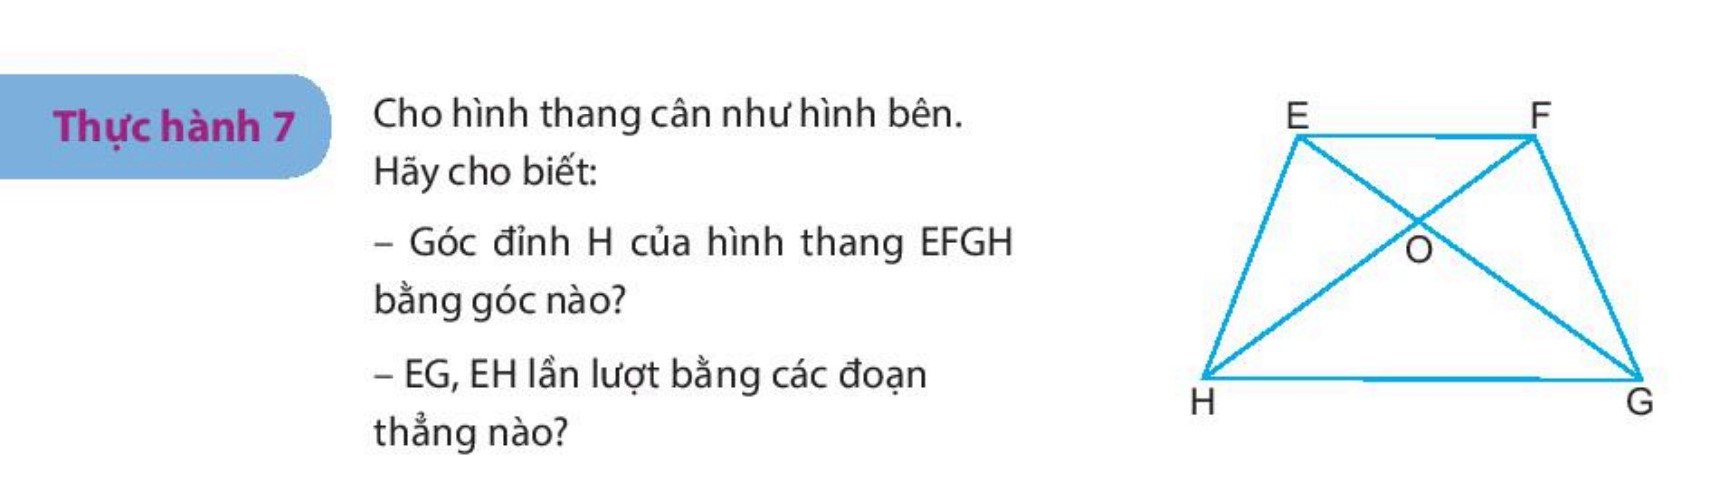 Thực hành 7
Cho hình thang cân như hình bên.
Hãy cho biết:
– Góc đỉnh H của hình thang EFGH
bằng góc nào?
– EG, EH lần lượt bằng các đoạn
thẳng nào?
E F
O
H G